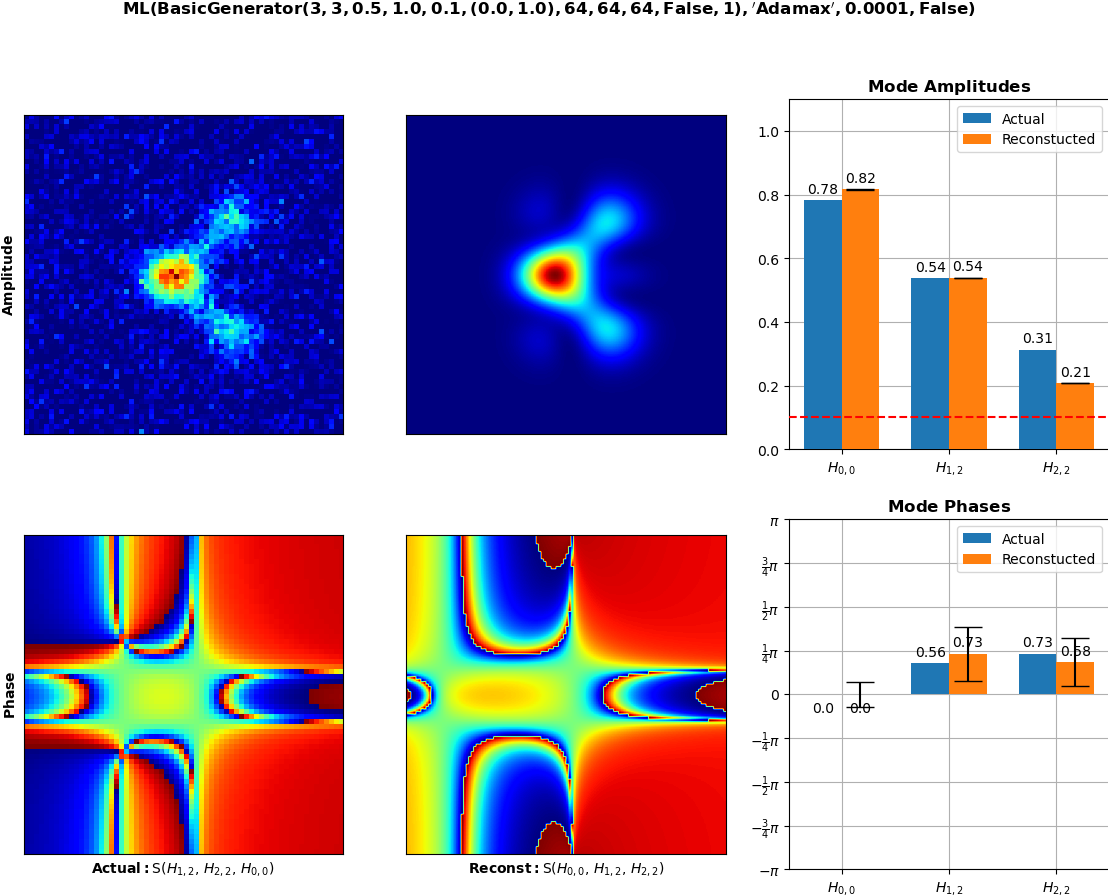 ML(BasicGenerator(3, 3, 0.5, 1.0, 0.1, (0.0, 1.0), 64, 64, 64, False, 1), ′Adamax′, 0.0001, False)
Amplitude
Mode Amplitudes
Actual
Reconstucted
1.0
0.8
0.6
0.4
0.2
0.0
0.78
0.82
0.54
0.54
0.31
0.21
H0,0
H1,2
H2,2
Phase
Actual: S(H1,2, H2,2, H0,0)
Reconst: S(H0,0, H1,2, H2,2)
Mode Phases
Actual
Reconstucted
π
3/4π
1/2π
1/4π
0
−1/4π
−1/2π
−3/4π
−π
0.0
0.0
0.56
0.73
0.73
0.58
H0,0
H1,2
H2,2